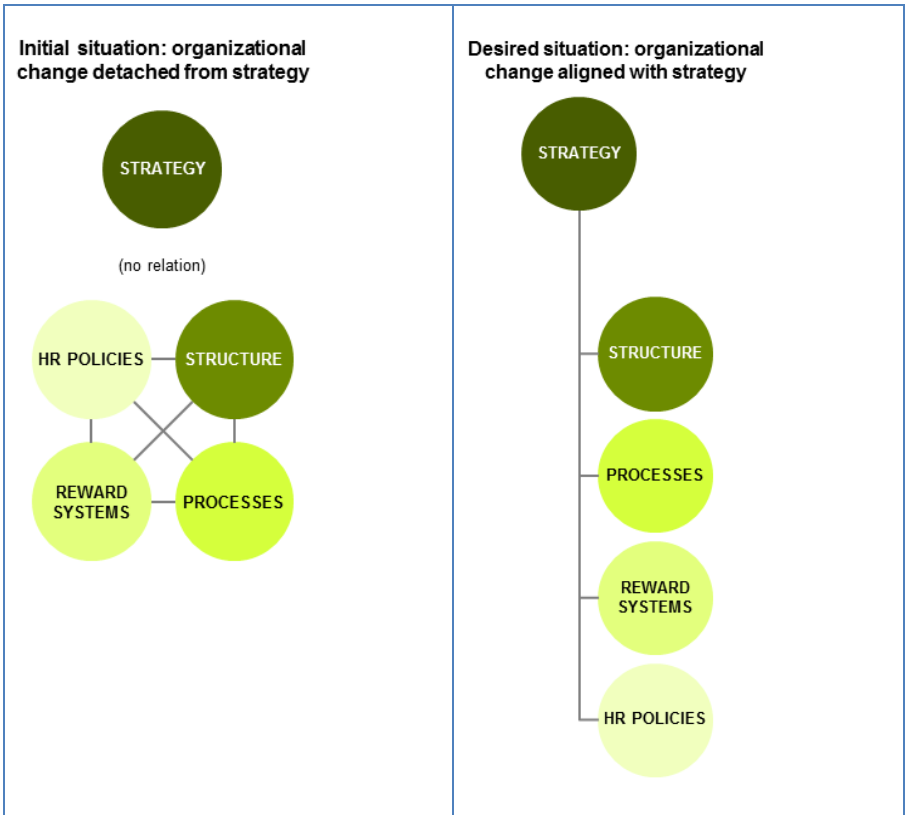 Initial situation: organizational
change detached from strategy
STRATEGY
(no relation)
HR POLICIES
STRUCTURE
REWARD
SYSTEMS
PROCESSES
Desired situation: organizational
change aligned with strategy
STRATEGY
STRUCTURE
PROCESSES
REWARD
SYSTEMS
HR POLICIES